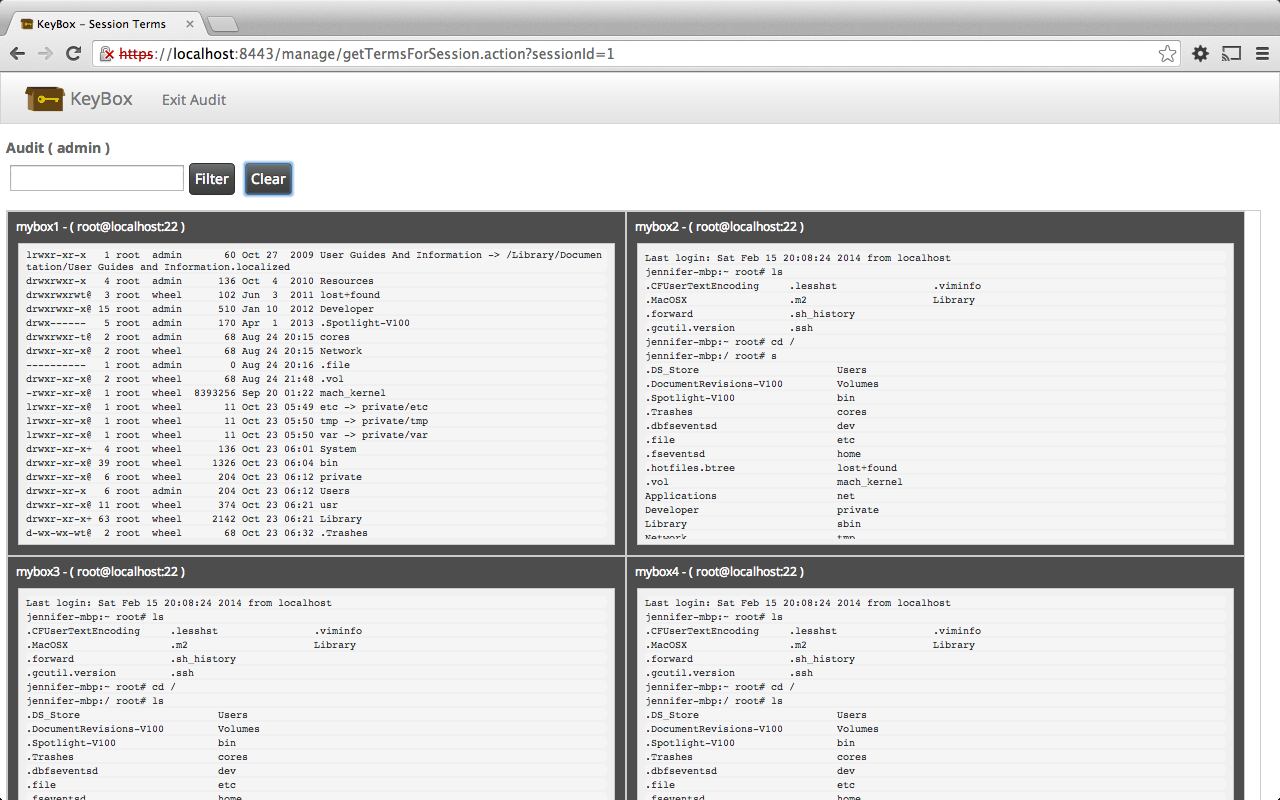 KeyBox - Session Terms
https://localhost:8443/manage/getTermsForSession.action?sessionId=1
KeyBox Exit Audit
Audit ( admin )
Filter Clear
mybox1 - ( root@localhost:22 )
lrwxr-xr-x   1 root  admin       60 Oct 27  2009 User Guides And Information -> /Library/Documen
tation/User Guides and Information.localized
drwxrwxr-x   4 root  admin      136 Oct  4  2010 Resources
drwxrwxrwt@  3 root  wheel      102 Jun  3  2011 lost+found
drwxrwxr-x@ 15 root  admin      510 Jan 10  2012 Developer
drwx------   5 root  admin      170 Apr  1  2013 .Spotlight-V100
drwxrwxr-t@  2 root  admin       68 Aug 24 20:15 cores
drwxr-xr-x@  2 root  wheel       68 Aug 24 20:15 Network
----------   1 root  admin        0 Aug 24 20:16 .file
drwxr-xr-x@  2 root  wheel       68 Aug 24 21:48 .vol
-rwxr-xr-x@  1 root  wheel  8393256 Sep 20 01:22 mach_kernel
lrwxr-xr-x@  1 root  wheel       11 Oct 23 05:49 etc -> private/etc
lrwxr-xr-x@  1 root  wheel       11 Oct 23 05:50 tmp -> private/tmp
lrwxr-xr-x@  1 root  wheel       11 Oct 23 05:50 var -> private/var
drwxr-xr-x+  4 root  wheel      136 Oct 23 06:01 System
drwxr-xr-x@ 39 root  wheel     1326 Oct 23 06:04 bin
drwxr-xr-x@  6 root  wheel      204 Oct 23 06:12 private
drwxr-xr-x   6 root  admin      204 Oct 23 06:12 Users
drwxr-xr-x@ 11 root  wheel      374 Oct 23 06:21 usr
drwxr-xr-x+ 63 root  wheel     2142 Oct 23 06:21 Library
d-wx-wx-wt@  2 root  wheel       68 Oct 23 06:32 .Trashes
mybox2 - ( root@localhost:22 )
Last login: Sat Feb 15 20:08:24 2014 from localhost
jennifer-mbp:~ root# ls
.CFUserTextEncoding .lesshst .viminfo
.MacOSX .m2 Library
.forward .sh_history
.gcutil.version .ssh
jennifer-mbp:~ root# cd /
jennifer-mbp:/ root# s
.DS_Store Users
.DocumentRevisions-V100 Volumes
.Spotlight-V100 bin
.Trashes cores
.dbfseventsd dev
.file etc
.fseventsd home
.hotfiles.btree lost+found
.vol mach_kernel
Applications net
Developer private
Library sbin
Network tmp
mybox3 - ( root@localhost:22 )
Last login: Sat Feb 15 20:08:24 2014 from localhost
jennifer-mbp:~ root# ls
.CFUserTextEncoding .lesshst .viminfo
.MacOSX .m2 Library
.forward .sh_history
.gcutil.version .ssh
jennifer-mbp:~ root# cd /
jennifer-mbp:/ root# ls
.DS_Store Users
.DocumentRevisions-V100 Volumes
.Spotlight-V100 bin
.Trashes cores
.dbfseventsd dev
.file etc
.fseventsd home
mybox4 - ( root@localhost:22 )
Last login: Sat Feb 15 20:08:24 2014 from localhost
jennifer-mbp:~ root# ls
.CFUserTextEncoding .lesshst .viminfo
.MacOSX .m2 Library
.forward .sh_history
.gcutil.version .ssh
jennifer-mbp:~ root# cd /
jennifer-mbp:/ root# ls
.DS_Store Users
.DocumentRevisions-V100 Volumes
.Spotlight-V100 bin
.Trashes cores
.dbfseventsd dev
.file etc
.fseventsd home